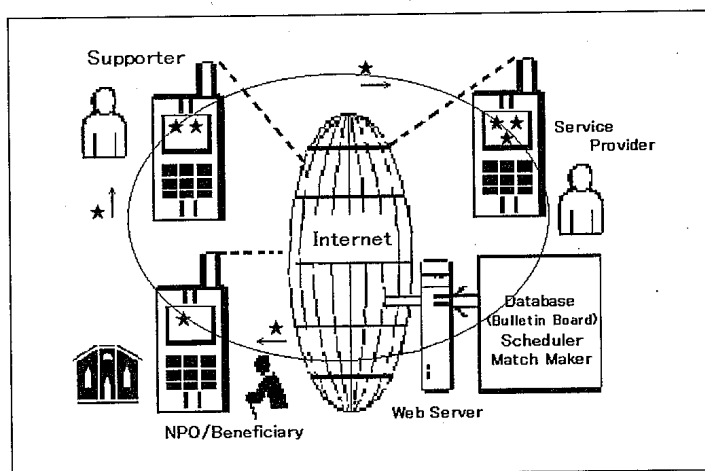 Supporter
Service
Provider
Internet
Database
(Bulletin Board)
Scheduler
Match Maker
Web Server
NPO/Beneficiary